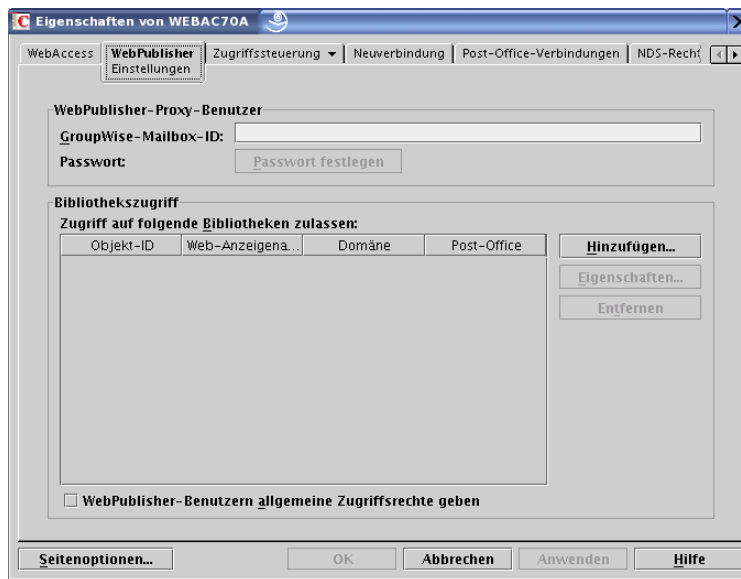 Eigenschaften von WEBAC70A
WebAccess WebPublisher Zugriffssteuerung Neuverbindung Post-Office-Verbindungen NDS-Recht
Einstellungen
WebPublisher-Proxy-Benutzer
GroupWise-Mailbox-ID:
Passwort: Passwort festlegen
Bibliothekszugriff
Zugriff auf folgende Bibliotheken zulassen:
Objekt-ID Web-Anzeigena... Domäne Post-Office
Hinzufügen...
Eigenschaften...
Entfernen
WebPublisher-Benutzern allgemeine Zugriffsrechte geben
Seitenoptionen... OK Abbrechen Anwenden Hilfe